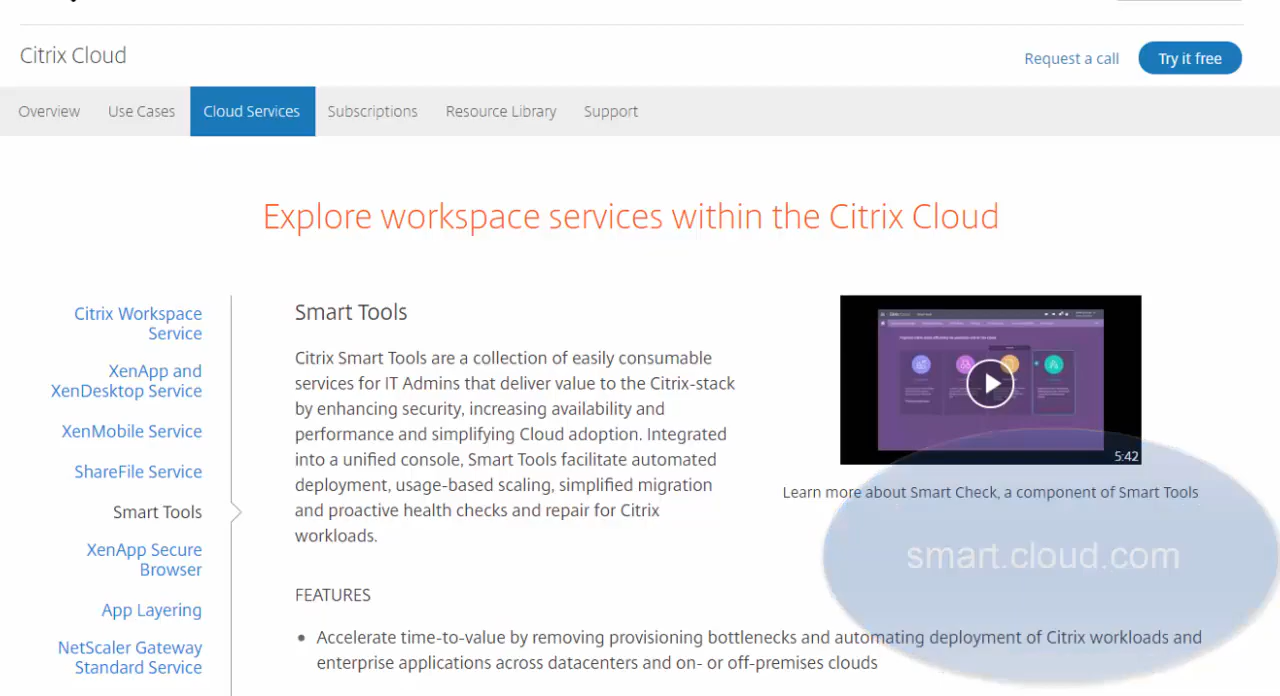 Citrix Cloud
Request a call
Try it free
Overview
Use Cases
Cloud Services
Subscriptions
Resource Library
Support
Explore workspace services within the Citrix Cloud
Citrix Workspace
Service
XenApp and
XenDesktop Service
XenMobile Service
ShareFile Service
Smart Tools
XenApp Secure
Browser
App Layering
NetScaler Gateway
Standard Service
Smart Tools
Citrix Smart Tools are a collection of easily consumable
services for IT Admins that deliver value to the Citrix-stack
by enhancing security, increasing availability and
performance and simplifying Cloud adoption. Integrated
into a unified console, Smart Tools facilitate automated
deployment, usage-based scaling, simplified migration
and proactive health checks and repair for Citrix
workloads.
5:42
Learn more about Smart Check, a component of Smart Tools
smart.cloud.com
FEATURES
• Accelerate time-to-value by removing provisioning bottlenecks and automating deployment of Citrix workloads and
enterprise applications across datacenters and on- or off-premises clouds